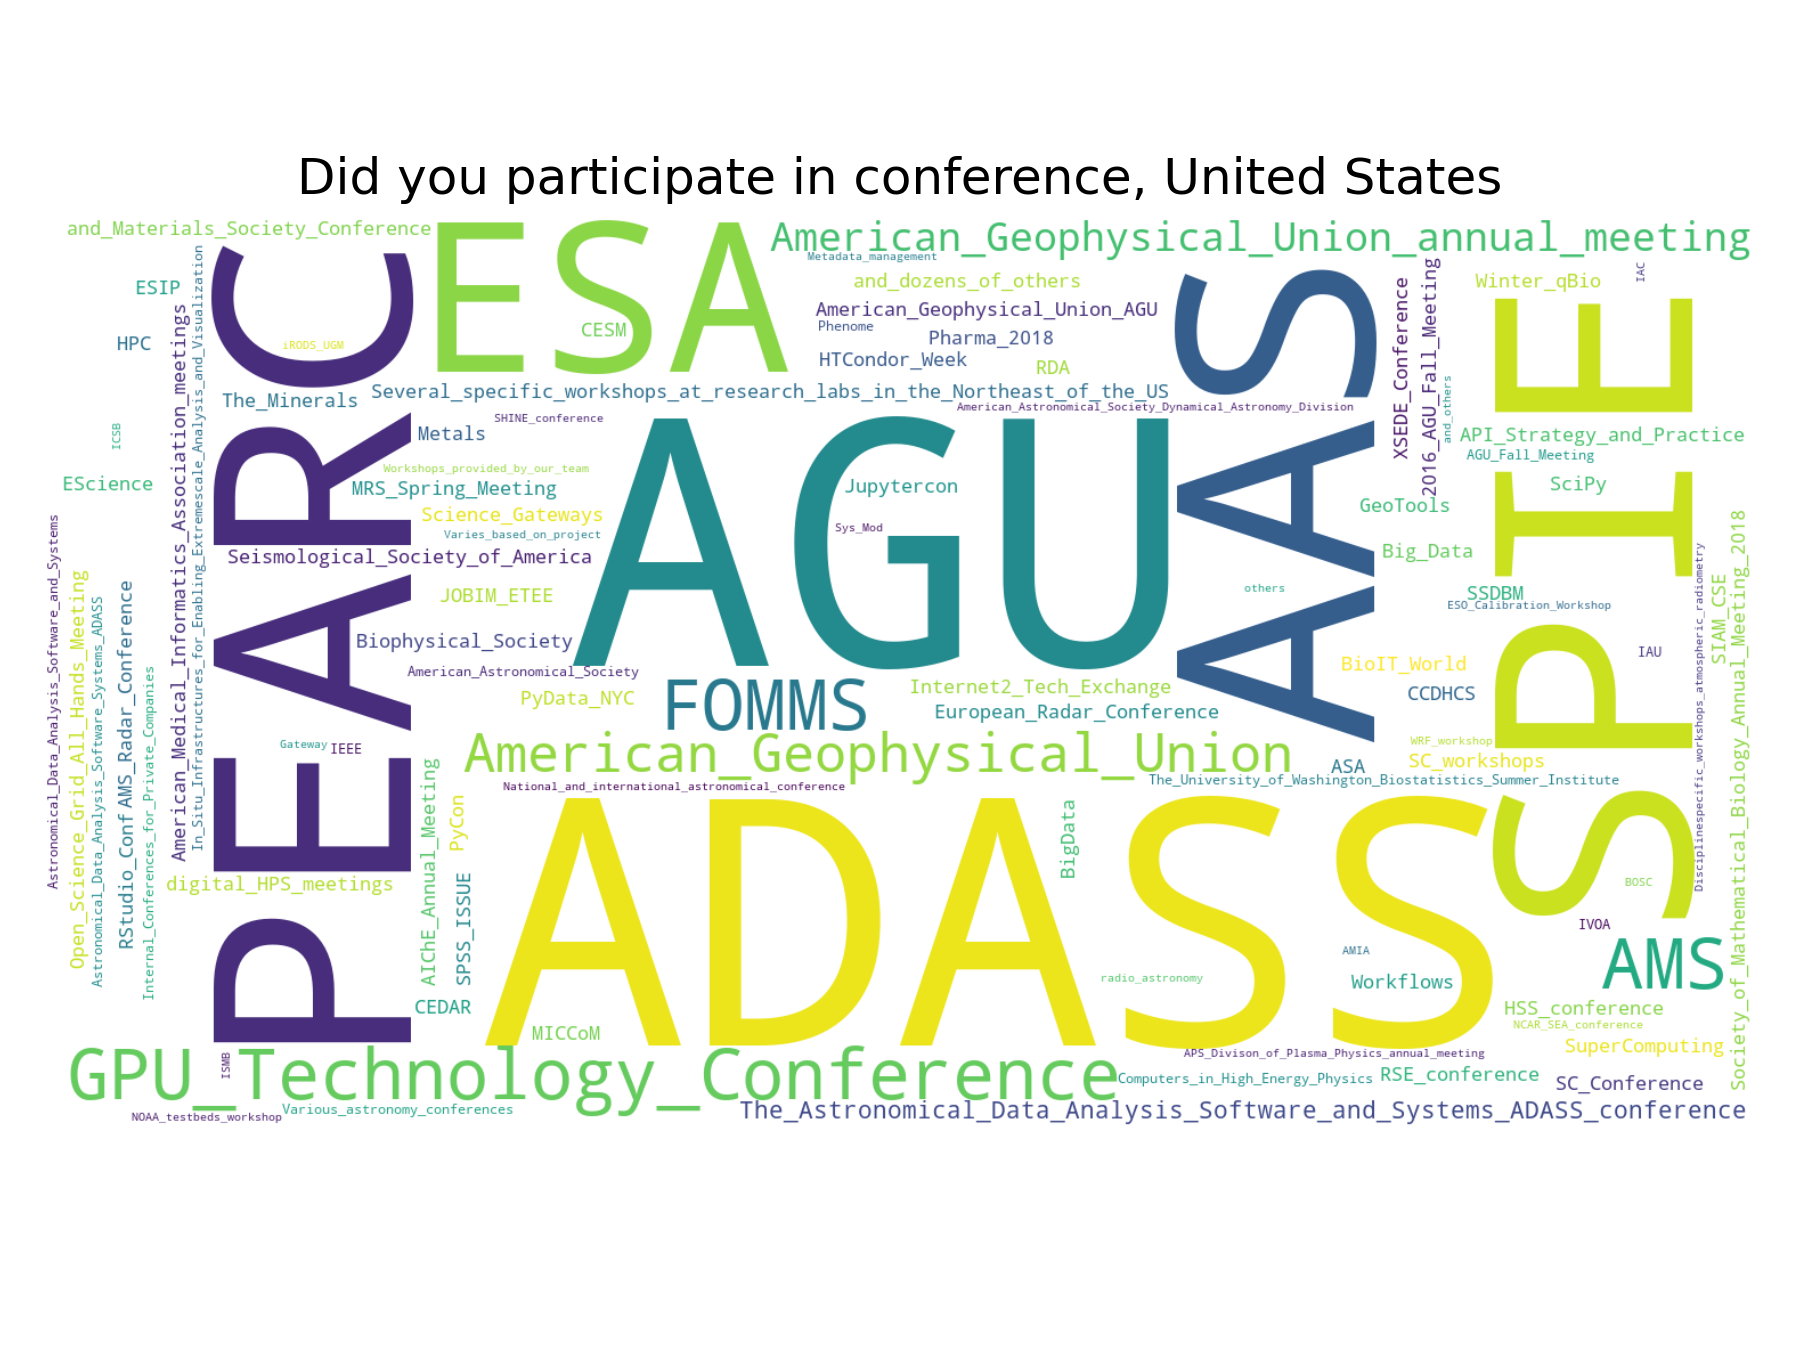 Did you participate in conference, United States
and_Materials_Society_Conference
ESA
American_Geophysical_Union_annual_meeting
Metadata_management
and_dozens_of_others
IAC
Winter_qBio
ESIP
American_Geophysical_Union_AGU
Phenome
CESM
Pharma_2018
HPC
iRODS_UGM
HTCondor_Week
RDA
Several_specific_workshops_at_research_labs_in_the_Northeast_of_the_US
The_Minerals
American_Astronomical_Society_Dynamical_Astronomy_Division
SHINE_conference
Metals
ICSB
XSEDE_Conference
2016_AGU_Fall_Meeting
and_others
API_Strategy_and_Practice
AGU_Fall_Meeting
Workshops_provided_by_our_team
EScience
MRS_Spring_Meeting
Jupytercon
SciPy
GeoTools
Science_Gateways
Sys_Mod
Varies_based_on_project
Seismological_Society_of_America
Big_Data
AGU
AAS
SPIE
PEARC
JOBIM_ETEE
others
SSDBM
ESO_Calibration_Workshop
SIAM_CSE
Biophysical_Society
IAU
American_Astronomical_Society
BioIT_World
PyData_NYC
FOMMS
Internet2_Tech_Exchange
European_Radar_Conference
CCDHCS
Astronomical_Data_Analysis_Software_and_Systems
Open_Science_Grid_All_Hands_Meeting
Astronomical_Data_Analysis_Software_Systems_ADASS
RStudio_Conf
AMS_Radar_Conference
Internal_Conferences_for_Private_Companies
American_Medical_Informatics_Association_meetings
In_Situ_Infrastructures_for_Enabling_Extremescale_Analysis_and_Visualization
Gateway
IEEE
American_Geophysical_Union
WRF_workshop
SC_workshops
ASA
The_University_of_Washington_Biostatistics_Summer_Institute
National_and_international_astronomical_conference
Disciplinespecific_workshops_atmospheric_radiometry
Society_of_Mathematical_Biology_Annual_Meeting_2018
AIChE_Annual_Meeting
PyCon
BigData
ADASS
digital_HPS_meetings
SPSS_ISSUE
BOSC
IVOA
AMIA
AMS
radio_astronomy
Workflows
CEDAR
HSS_conference
NCAR_SEA_conference
MICCoM
SuperComputing
ISMB
GPU_Technology_Conference
APS_Divison_of_Plasma_Physics_annual_meeting
Computers_in_High_Energy_Physics
RSE_conference
SC_Conference
NOAA_testbeds_workshop
Various_astronomy_conferences
The_Astronomical_Data_Analysis_Software_and_Systems_ADASS_conference